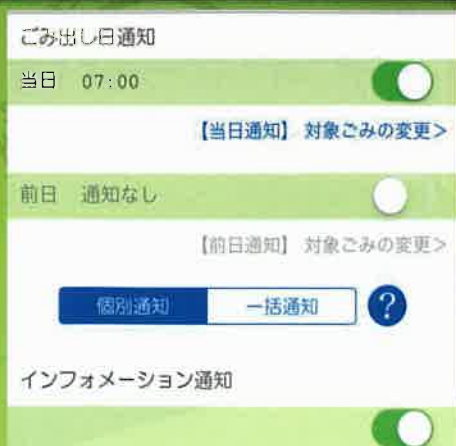 ごみ出し日通知
当日 07:00
【当日通知】 対象ごみの変更>
前日 通知なし
【前日通知】 対象ごみの変更>
個別通知 一括通知 ?
インフォメーション通知